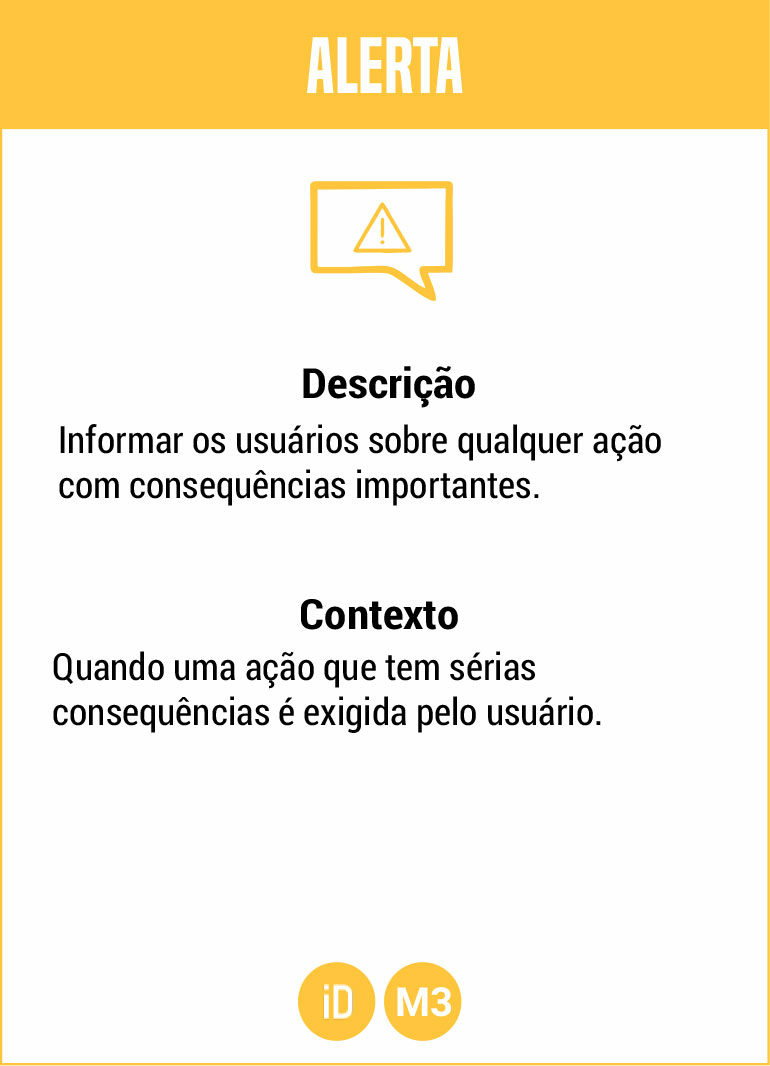 ALERTA
!
Descrição
Informar os usuários sobre qualquer ação
com consequências importantes.
Contexto
Quando uma ação que tem sérias
consequências é exigida pelo usuário.
iD M3